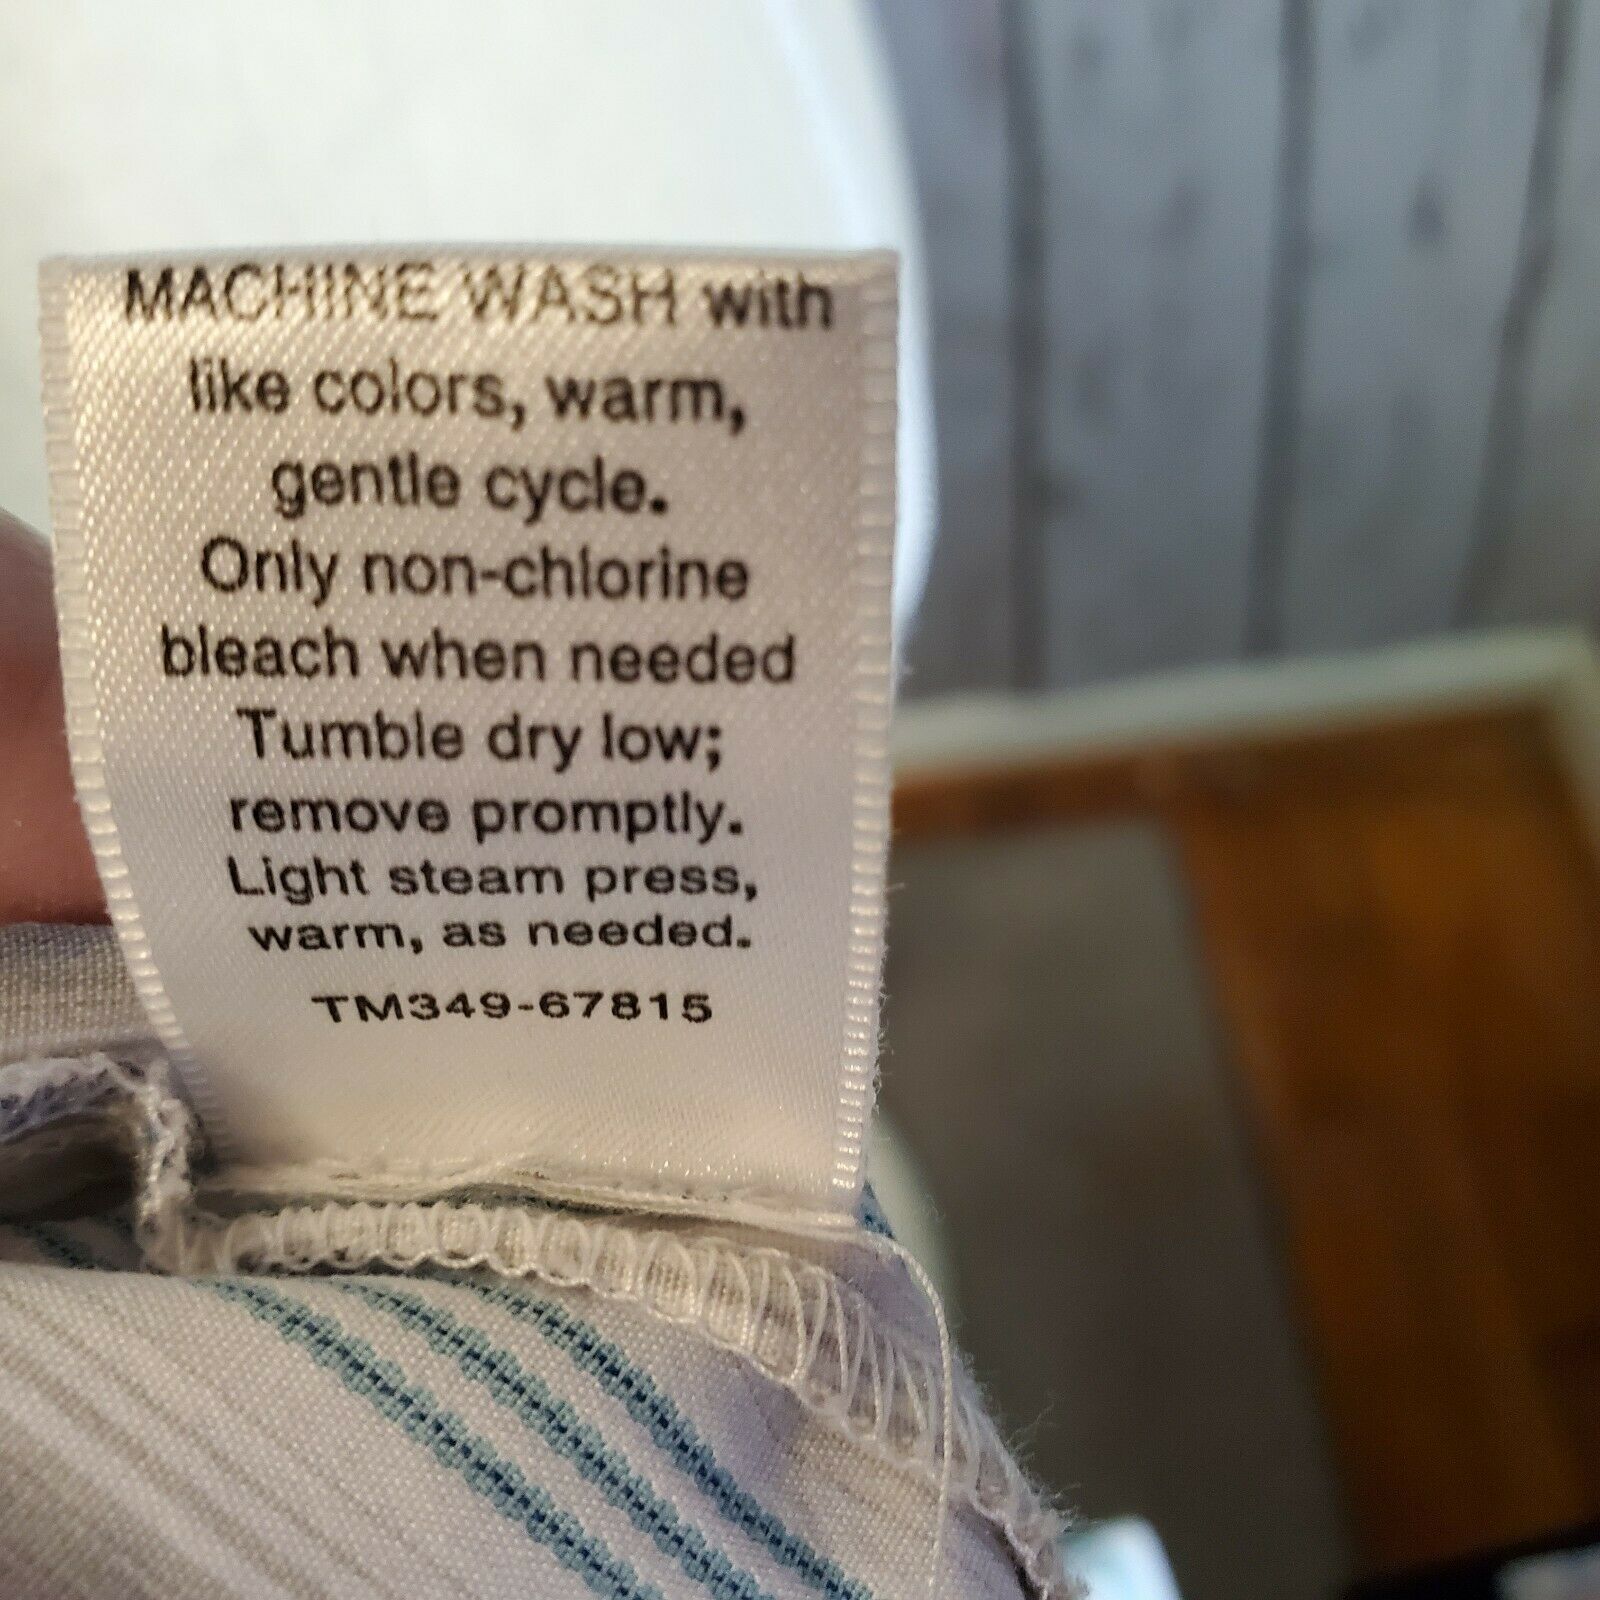 MACHINE WASH with
like colors, warm,
gentle cycle.
Only non-chlorine
bleach when needed
Tumble dry low;
remove promptly.
Light steam press,
warm, as needed.
TM349-67815